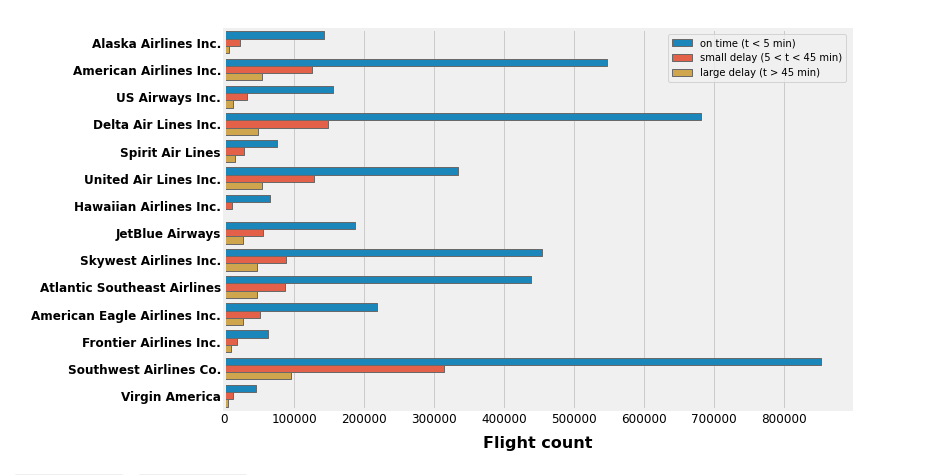 Alaska Airlines Inc.
American Airlines Inc.
US Airways Inc.
Delta Air Lines Inc.
Spirit Air Lines
United Air Lines Inc.
Hawaiian Airlines Inc.
JetBlue Airways
Skywest Airlines Inc.
Atlantic Southeast Airlines
American Eagle Airlines Inc.
Frontier Airlines Inc.
Southwest Airlines Co.
Virgin America
on time (t < 5 min)
small delay (5 < t < 45 min)
large delay (t > 45 min)
0 100000 200000 300000 400000 500000 600000 700000 800000
Flight count